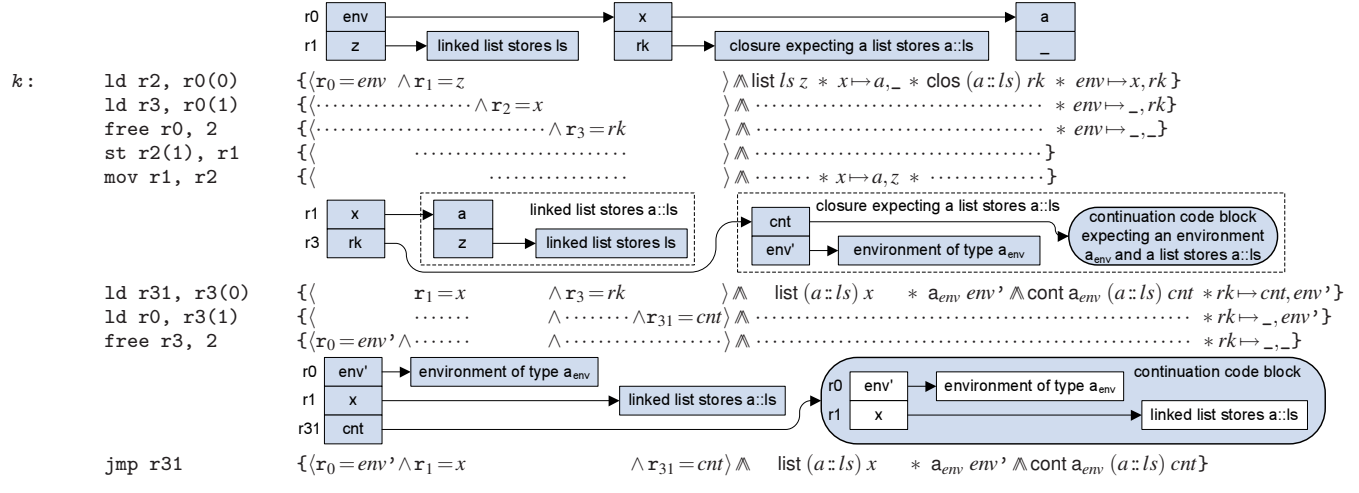 r0 env x a
r1 z linked list stores ls rk closure expecting a list stores a::ls _
k: ld r2, r0(0) {⟨r₀=env ∧ r₁=z ⟩ ⩕ list ls z * x↦a,_ * clos (a::ls) rk * env↦x,rk}
ld r3, r0(1) {⟨·················· ∧ r₂=x ⟩ ⩕ ·································· * env↦_,rk}
free r0, 2 {⟨··························· ∧ r₃=rk ⟩ ⩕ ·································· * env↦_,_}
st r2(1), r1 {⟨ ························· ⟩ ⩕ ··································}
mov r1, r2 {⟨ ················ ⟩ ⩕ ······· * x↦a,z * ···············}
r1 x a linked list stores a::ls cnt closure expecting a list stores a::ls continuation code block
r3 rk z linked list stores ls env' environment of type a_env expecting an environment
a_env and a list stores a::ls
ld r31, r3(0) {⟨ r₁=x ∧ r₃=rk ⟩ ⩕ list (a::ls) x * a_env env' ⩕ cont a_env (a::ls) cnt * rk↦cnt,env'}
ld r0, r3(1) {⟨ ······· ∧ ········ ∧ r₃₁=cnt⟩ ⩕ ···················································· * rk↦_,env'}
free r3, 2 {⟨r₀=env' ∧ ······· ∧ ···················· ⟩ ⩕ ···················································· * rk↦_,_}
r0 env' environment of type a_env continuation code block
r0 env' environment of type a_env
r1 x linked list stores a::ls r1 x linked list stores a::ls
r31 cnt
jmp r31 {⟨r₀=env' ∧ r₁=x ∧ r₃₁=cnt⟩ ⩕ list (a::ls) x * a_env env' ⩕ cont a_env (a::ls) cnt}